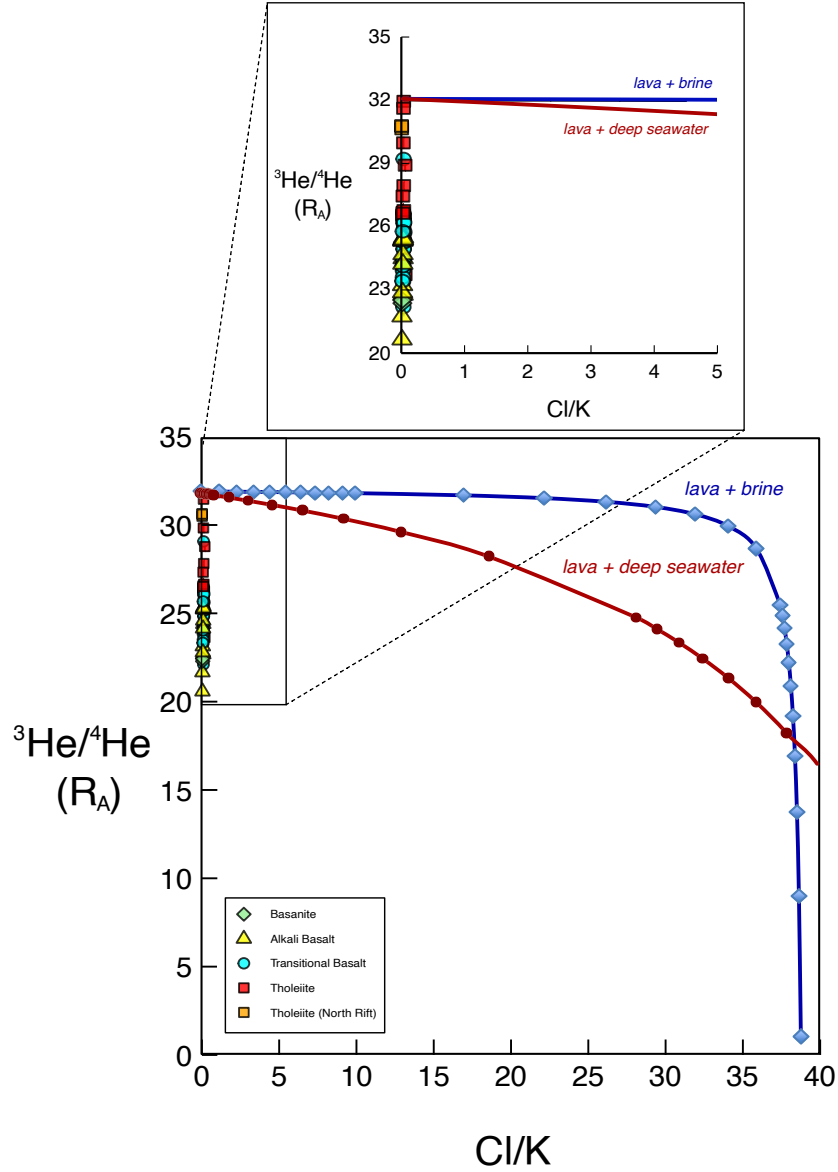 35
32
29
26
23
20
³He/⁴He
(R_A)
lava + brine
lava + deep seawater
0
1
2
3
4
5
Cl/K
35
30
25
20
15
10
5
0
³He/⁴He
(R_A)
lava + brine
lava + deep seawater
Basanite
Alkali Basalt
Transitional Basalt
Tholeiite
Tholeiite (North Rift)
0
5
10
15
20
25
30
35
40
Cl/K